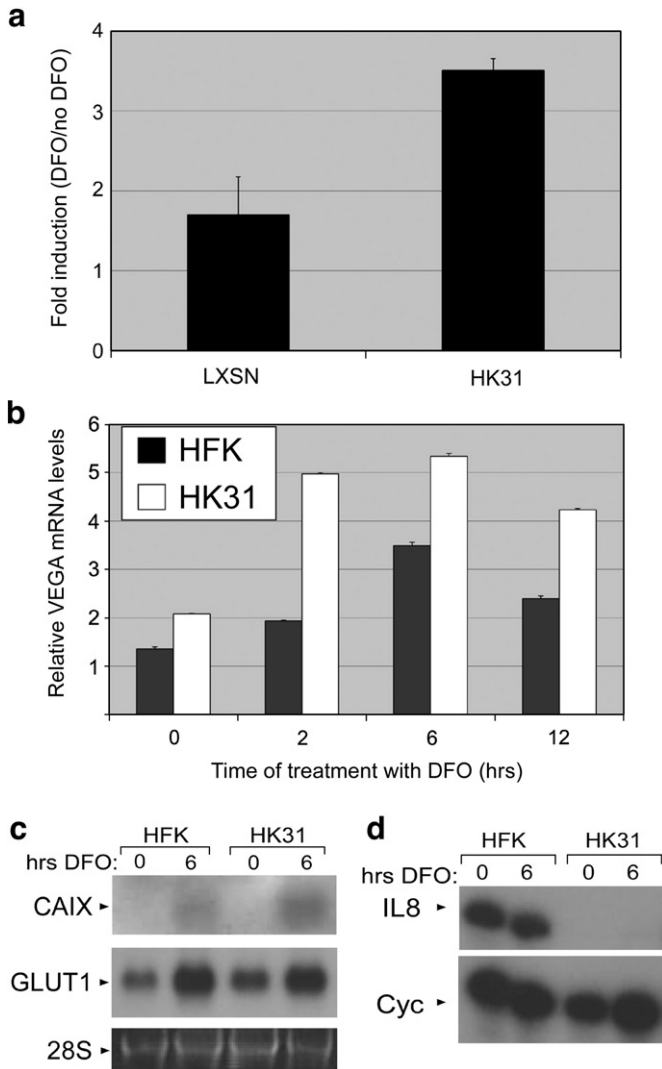 a
Fold induction (DFO/no DFO)
4
3
2
1
0
LXSN HK31
b
Relative VEGA mRNA levels
6
5
4
3
2
1
HFK
HK31
0 2 6 12
Time of treatment with DFO (hrs)
c
HFK HK31
hrs DFO: 0 6 0 6
CAIX
GLUT1
28S
d
HFK HK31
hrs DFO: 0 6 0 6
IL8
Cyc